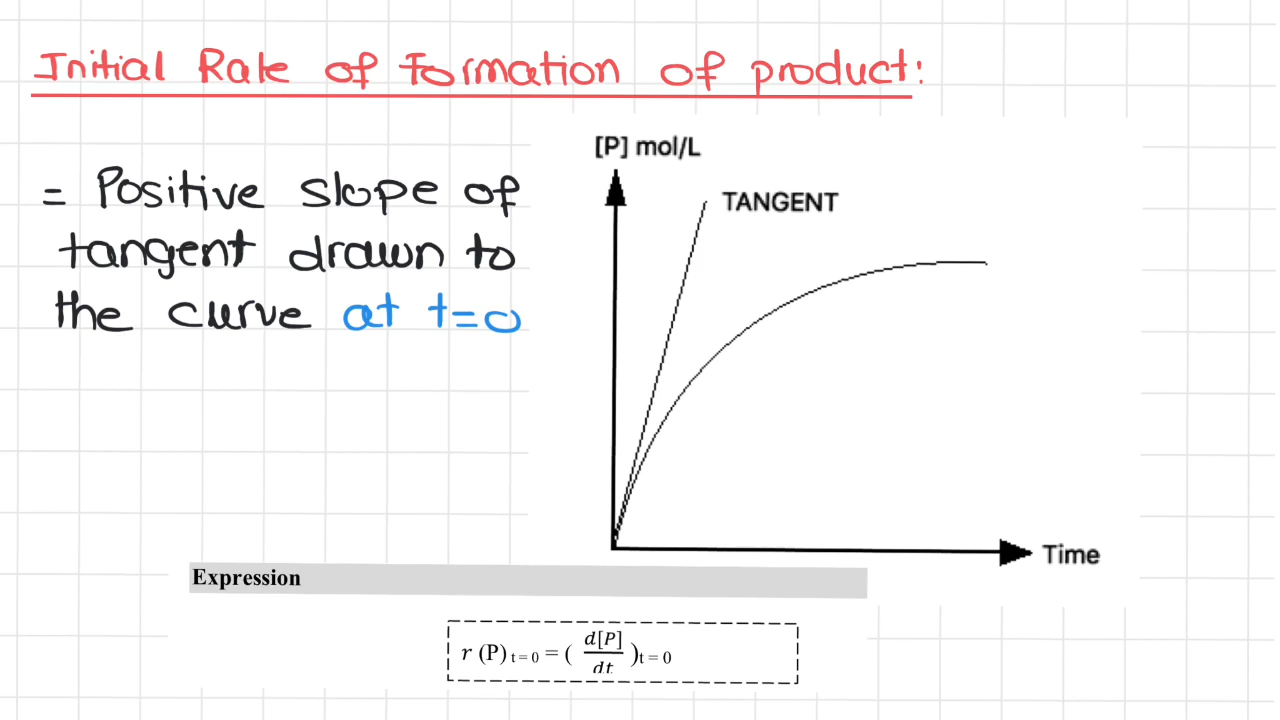 Initial Rate of Formation of product:
= Positive slope of
tangent drawn to
the curve at t=0
[P] mol/L
TANGENT
Time
Expression
r (P) t = 0 = ( d[P] / dt ) t = 0